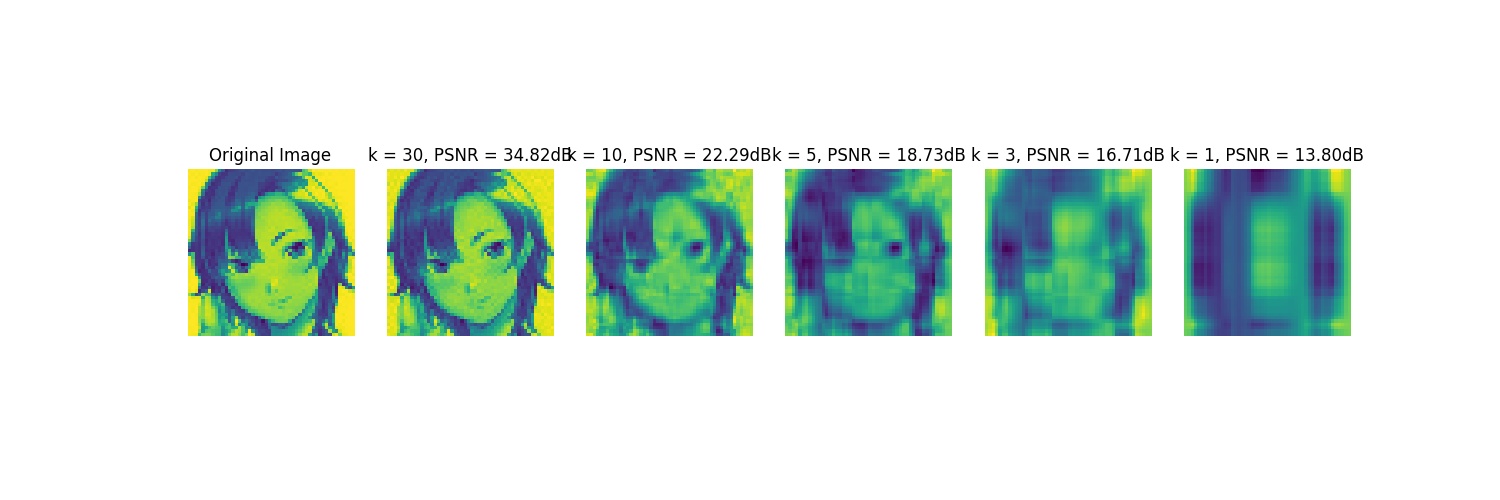 Original Image
k = 30, PSNR = 34.82dB
k = 10, PSNR = 22.29dB
k = 5, PSNR = 18.73dB
k = 3, PSNR = 16.71dB
k = 1, PSNR = 13.80dB